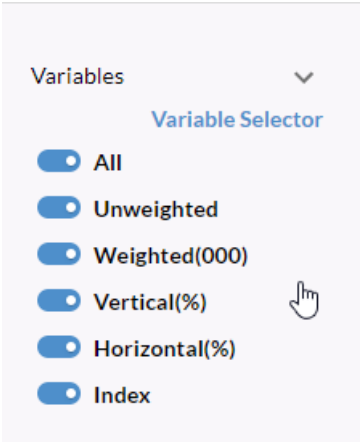 Variables
Variable Selector
All
Unweighted
Weighted(000)
Vertical(%)
Horizontal(%)
Index